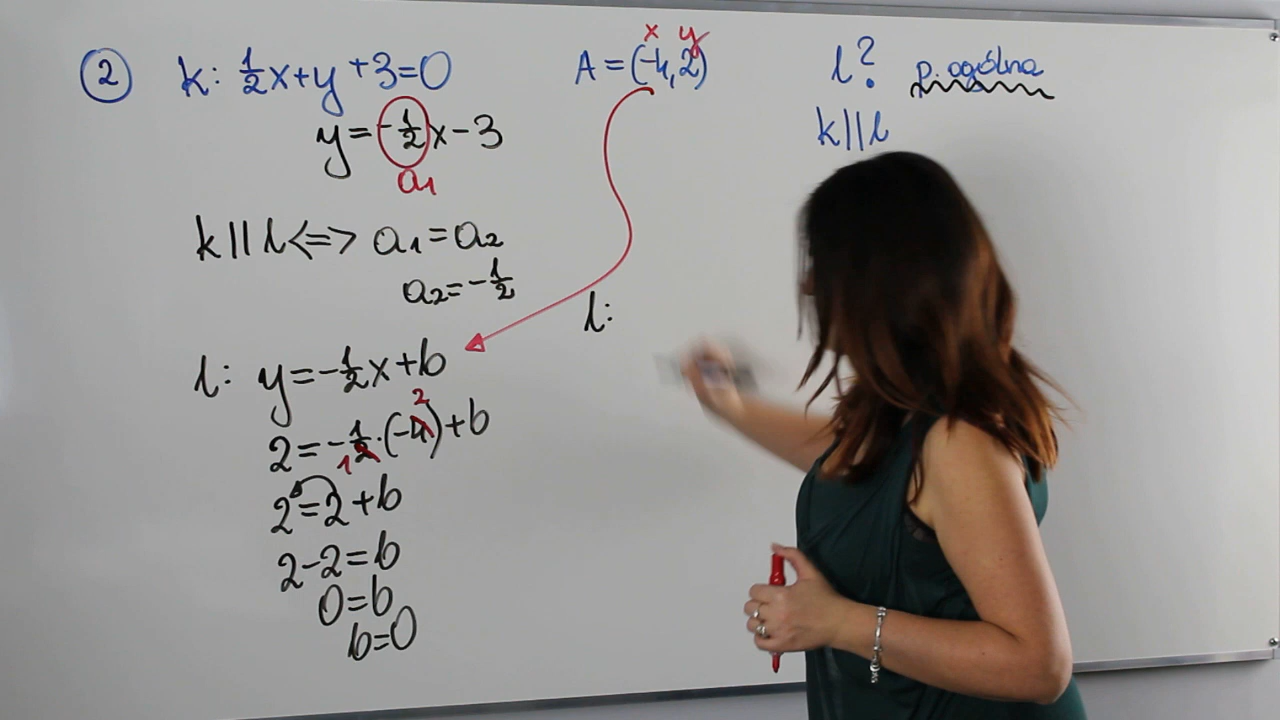 ② k: ½x+y+3=0 A=(-4,2) l? p. ogólna
x y
y=-½x-3 k||l
a₁
k||l<=> a₁=a₂
a₂=-½
l:
l: y=-½x+b
2
2=-½·(-4)+b
1
2=2+b
2-2=b
0=b
b=0